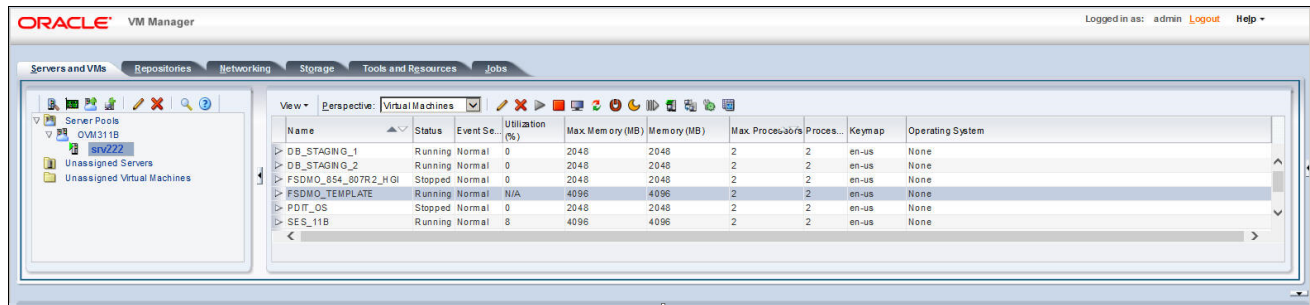 ORACLE VM Manager
Logged in as: admin Logout Help
Servers and VMs Repositories Networking Storage Tools and Resources Jobs
Server Pools
OVM311B
srv222
Unassigned Servers
Unassigned Virtual Machines
View Perspective: Virtual Machines
Name Status Event Se... Utilization (%) Max. Memory (MB) Memory (MB) Max. Processors Proces... Keymap Operating System
DB_STAGING_1 Running Normal 0 2048 2048 2 2 en-us None
DB_STAGING_2 Running Normal 0 2048 2048 2 2 en-us None
FSDMO_854_807R2_HGI Stopped Normal 0 2048 2048 2 2 en-us None
FSDMO_TEMPLATE Running Normal N/A 4096 4096 2 2 en-us None
PDIT_OS Stopped Normal 0 2048 2048 2 2 en-us None
SES_11B Running Normal 8 4096 4096 2 2 en-us None